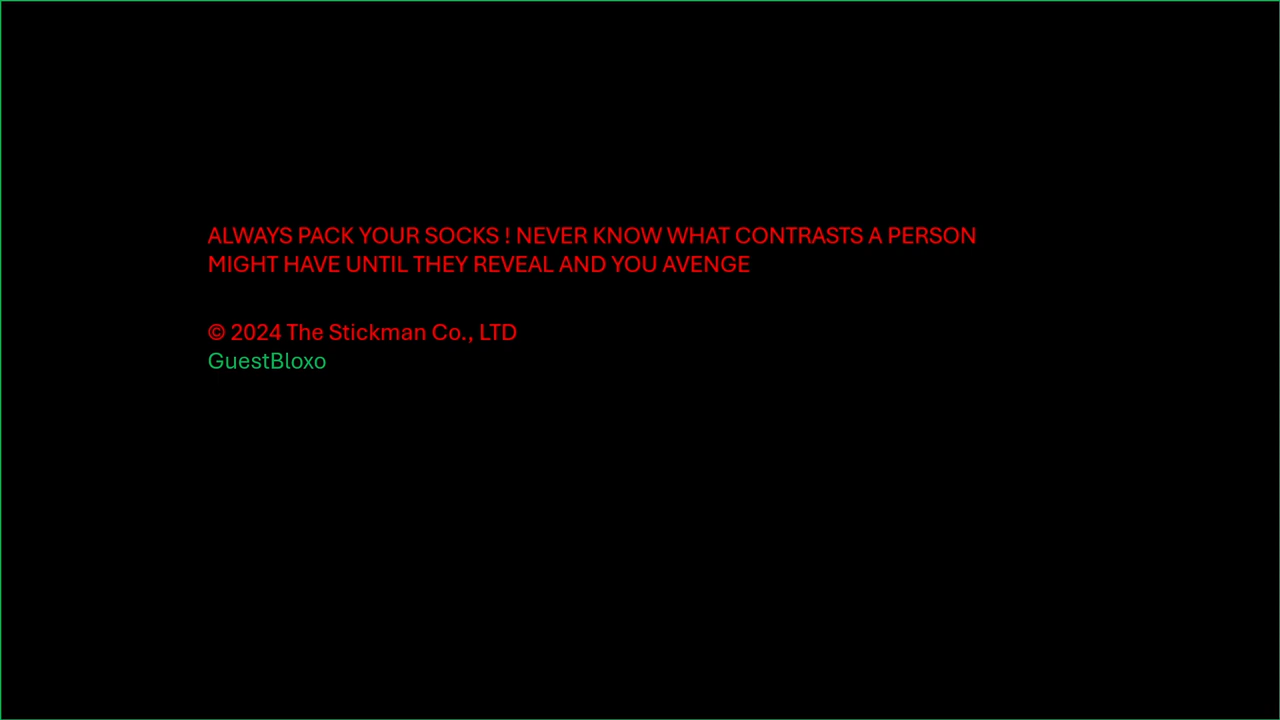 ALWAYS PACK YOUR SOCKS ! NEVER KNOW WHAT CONTRASTS A PERSON
MIGHT HAVE UNTIL THEY REVEAL AND YOU AVENGE
© 2024 The Stickman Co., LTD
GuestBloxo